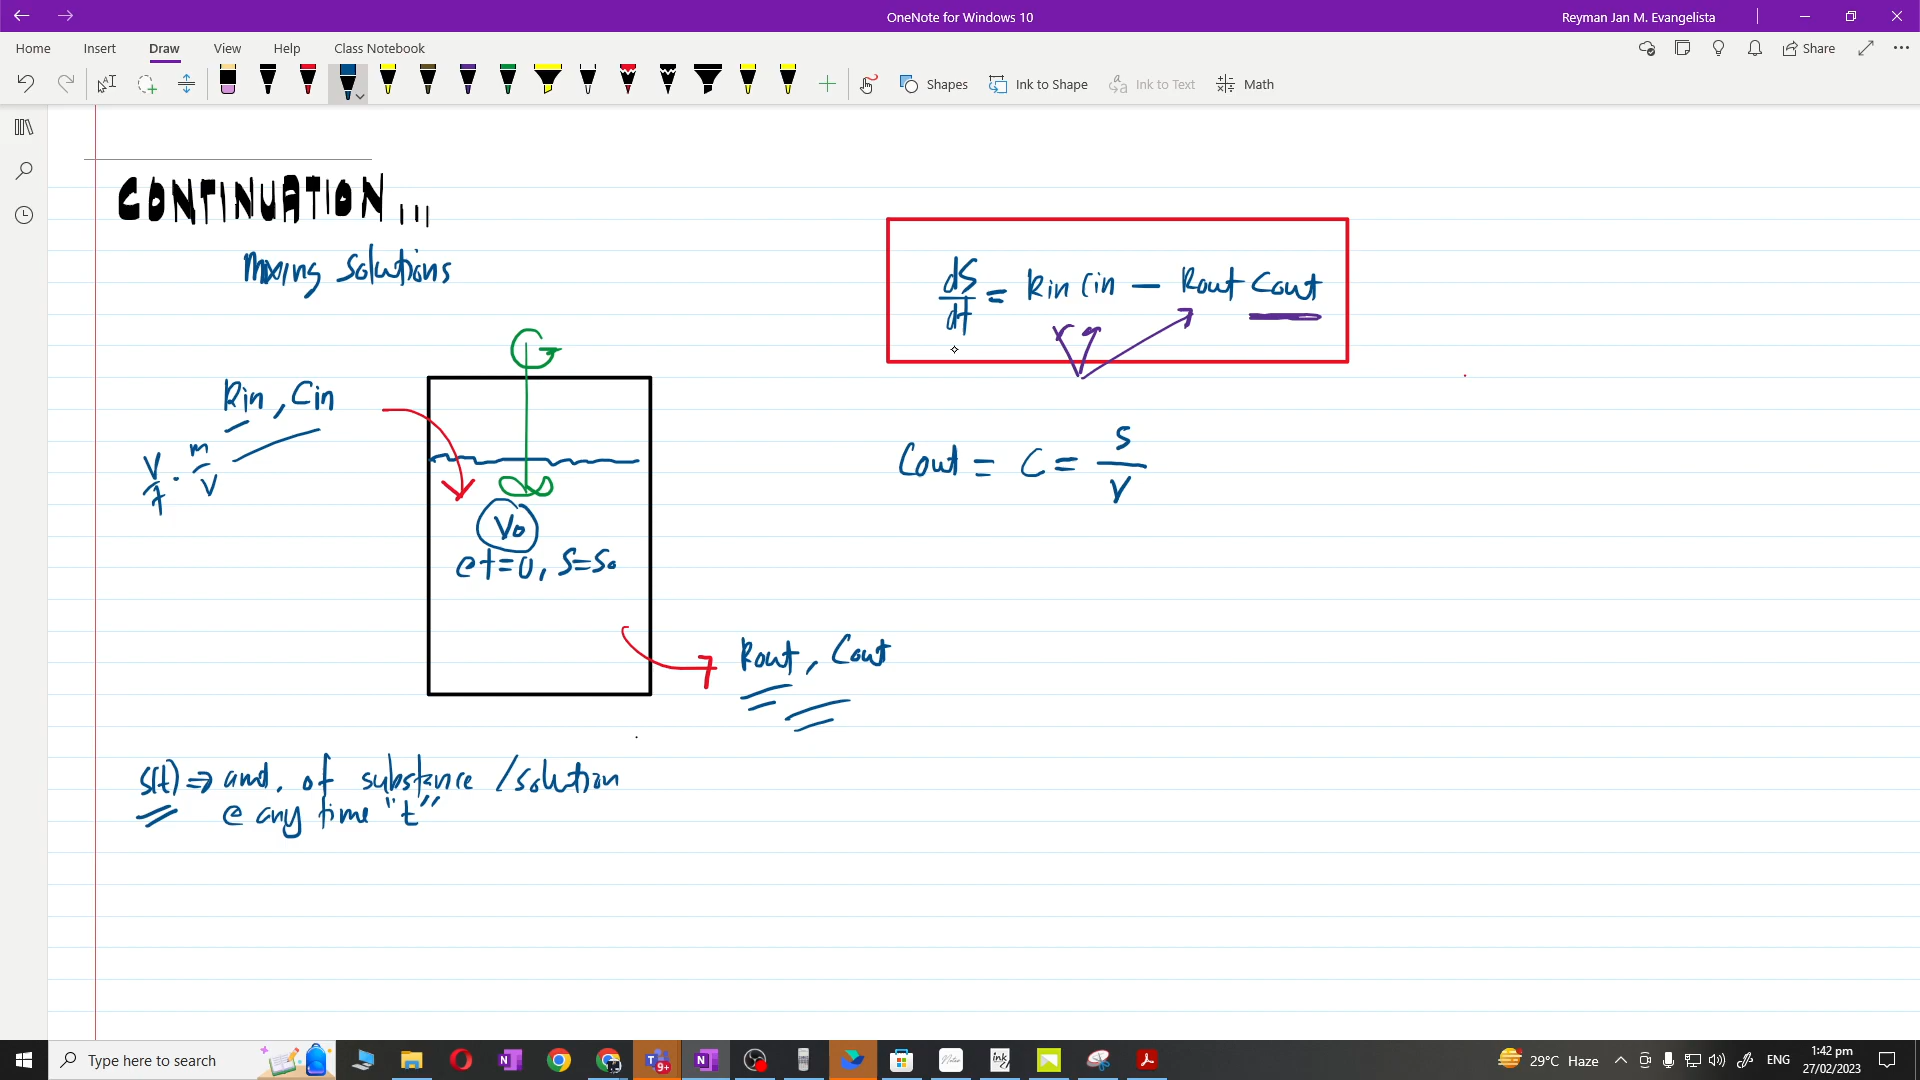 OneNote for Windows 10
Reyman Jan M. Evangelista
Home Insert Draw View Help Class Notebook
Share
Shapes Ink to Shape Ink to Text Math
CONTINUATION...
Mixing Solutions
dS/dt = Rin Cin — Rout Cout
Rin, Cin
V/t · m/V
Cout = C = S/V
Vo
@ t=0, S=So
Rout, Cout
S(t) ⇒ amt. of substance / solution
@ any time "t"
Type here to search
9+
29°C Haze
ENG
1:42 pm
27/02/2023